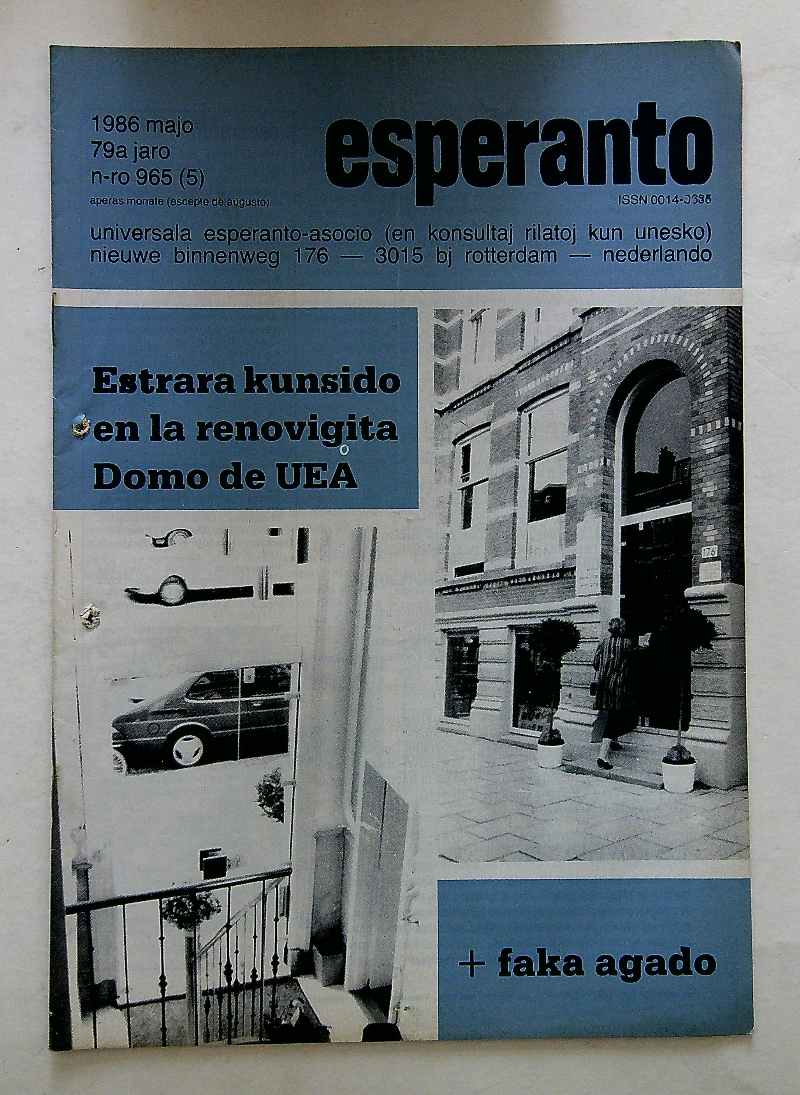 1986 majo
79a jaro
n-ro 965 (5)
aperas monate (escepte de augusto)
esperanto
ISSN 0014-0635
universala esperanto-asocio (en konsultaj rilatoj kun unesko)
nieuwe binnenweg 176 — 3015 bj rotterdam — nederlando
Estrara kunsido
en la renovigita
Domo de UEA
176
+ faka agado